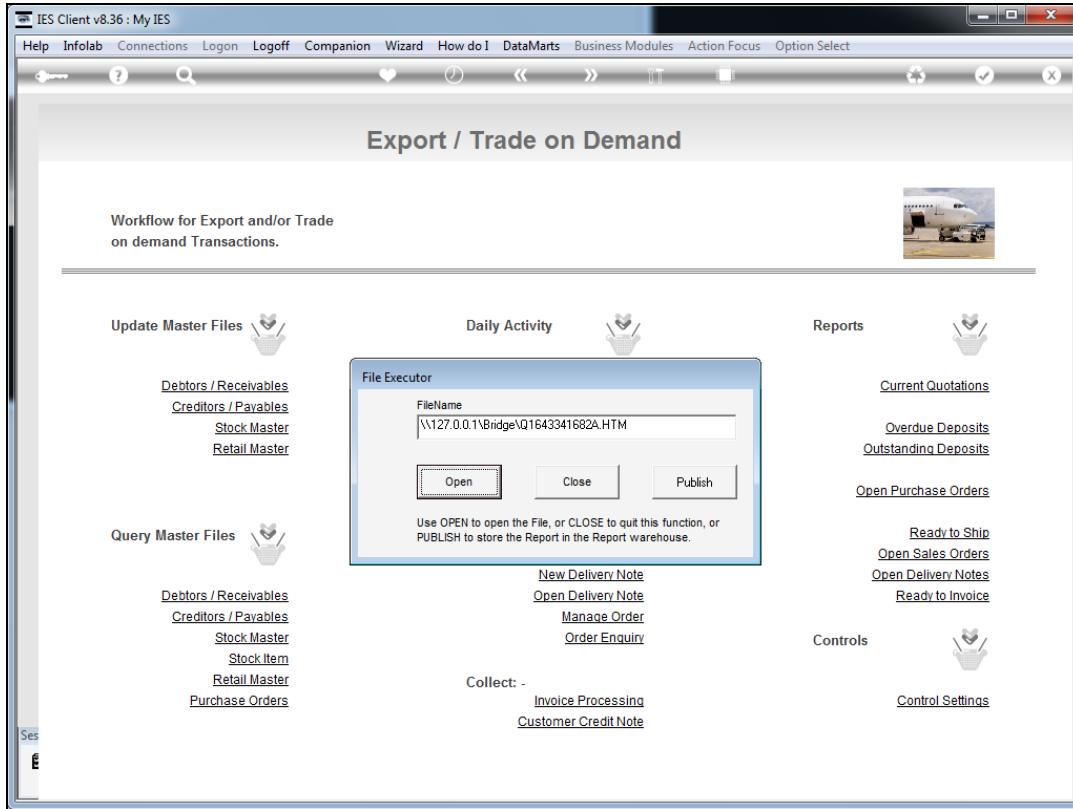 IES Client v8.36 : My IES
Help Infolab Connections Logon Logoff Companion Wizard How do I DataMarts Business Modules Action Focus Option Select
Export / Trade on Demand
Workflow for Export and/or Trade
on demand Transactions.
Update Master Files
Debtors / Receivables
Creditors / Payables
Stock Master
Retail Master
Query Master Files
Debtors / Receivables
Creditors / Payables
Stock Master
Stock Item
Retail Master
Purchase Orders
Daily Activity
File Executor
FileName
\\127.0.0.1\Bridge\Q1643341682A.HTM
Open Close Publish
Use OPEN to open the File, or CLOSE to quit this function, or
PUBLISH to store the Report in the Report warehouse.
New Delivery Note
Open Delivery Note
Manage Order
Order Enquiry
Collect: -
Invoice Processing
Customer Credit Note
Reports
Current Quotations
Overdue Deposits
Outstanding Deposits
Open Purchase Orders
Ready to Ship
Open Sales Orders
Open Delivery Notes
Ready to Invoice
Controls
Control Settings
Ses